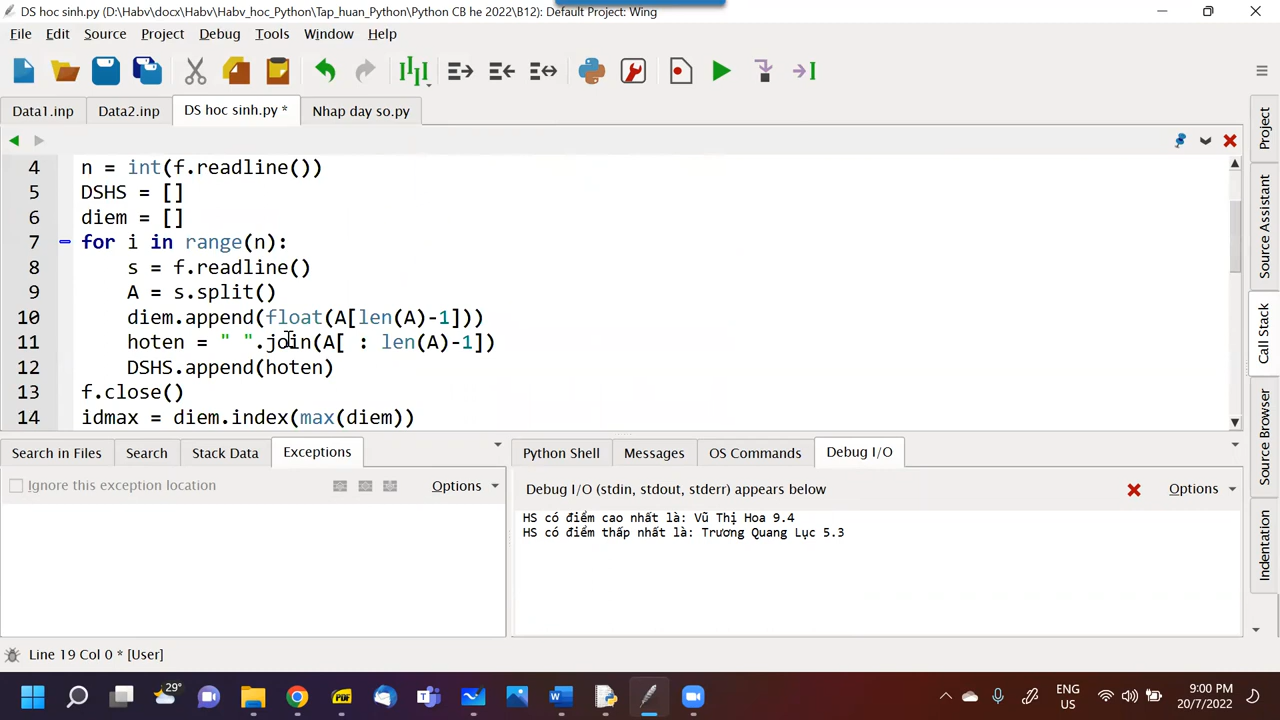 DS hoc sinh.py (D:\Habv\docx\Habv\Habv_hoc_Python\Tap_huan_Python\Python CB he 2022\B12): Default Project: Wing
File Edit Source Project Debug Tools Window Help
Data1.inp Data2.inp DS hoc sinh.py * Nhap day so.py
4 n = int(f.readline())
5 DSHS = []
6 diem = []
7 for i in range(n):
8 s = f.readline()
9 A = s.split()
10 diem.append(float(A[len(A)-1]))
11 hoten = " ".join(A[ : len(A)-1])
12 DSHS.append(hoten)
13 f.close()
14 idmax = diem.index(max(diem))
Project
Source Assistant
Call Stack
Source Browser
Indentation
Search in Files Search Stack Data Exceptions
Ignore this exception location Options
Python Shell Messages OS Commands Debug I/O
Debug I/O (stdin, stdout, stderr) appears below Options
HS có điểm cao nhất là: Vũ Thị Hoa 9.4
HS có điểm thấp nhất là: Trương Quang Lục 5.3
Line 19 Col 0 * [User]
29°
PDF
ENG
US
9:00 PM
20/7/2022